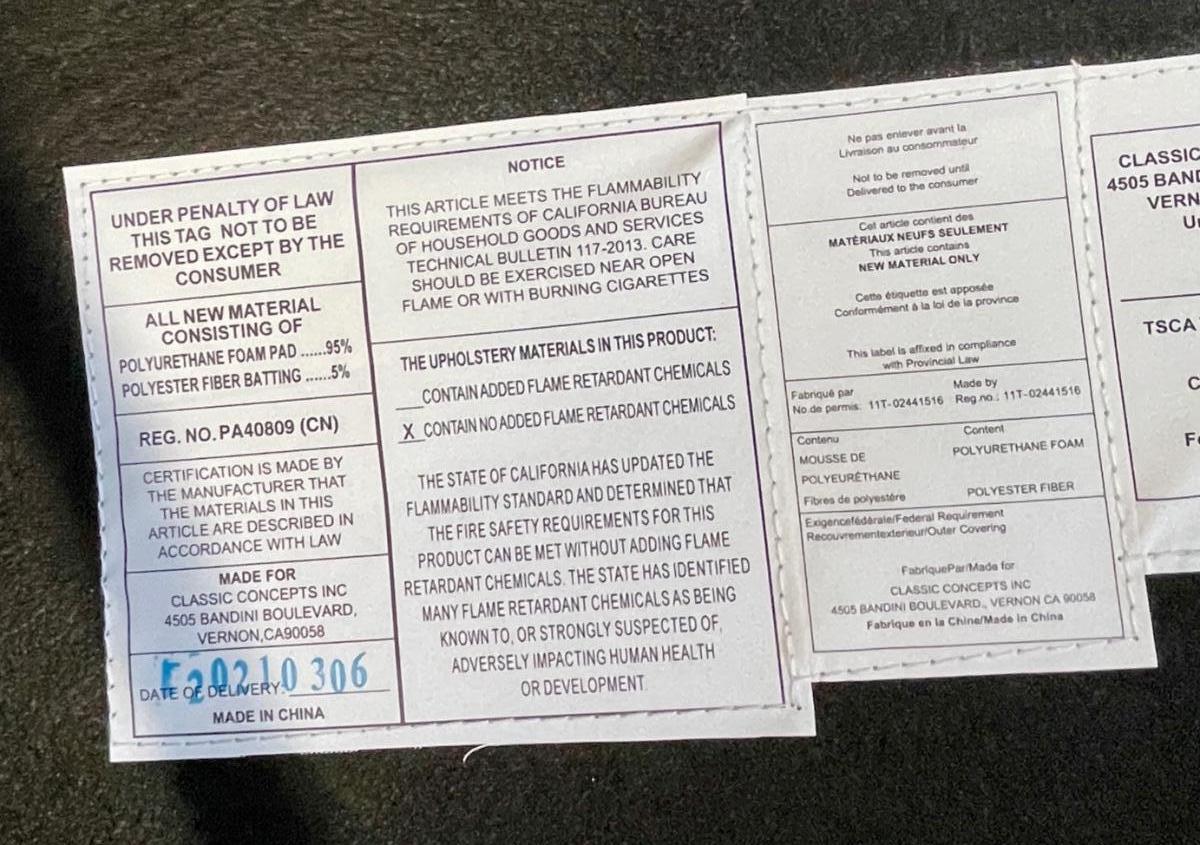 UNDER PENALTY OF LAW
THIS TAG NOT TO BE
REMOVED EXCEPT BY THE
CONSUMER
ALL NEW MATERIAL
CONSISTING OF
POLYURETHANE FOAM PAD ......95%
POLYESTER FIBER BATTING ......5%
REG. NO. PA40809 (CN)
CERTIFICATION IS MADE BY
THE MANUFACTURER THAT
THE MATERIALS IN THIS
ARTICLE ARE DESCRIBED IN
ACCORDANCE WITH LAW
MADE FOR
CLASSIC CONCEPTS INC
4505 BANDINI BOULEVARD,
VERNON,CA90058
20210306
DATE OF DELIVERY:
MADE IN CHINA
NOTICE
THIS ARTICLE MEETS THE FLAMMABILITY
REQUIREMENTS OF CALIFORNIA BUREAU
OF HOUSEHOLD GOODS AND SERVICES
TECHNICAL BULLETIN 117-2013. CARE
SHOULD BE EXERCISED NEAR OPEN
FLAME OR WITH BURNING CIGARETTES
THE UPHOLSTERY MATERIALS IN THIS PRODUCT:
___CONTAIN ADDED FLAME RETARDANT CHEMICALS
X CONTAIN NO ADDED FLAME RETARDANT CHEMICALS
THE STATE OF CALIFORNIA HAS UPDATED THE
FLAMMABILITY STANDARD AND DETERMINED THAT
THE FIRE SAFETY REQUIREMENTS FOR THIS
PRODUCT CAN BE MET WITHOUT ADDING FLAME
RETARDANT CHEMICALS. THE STATE HAS IDENTIFIED
MANY FLAME RETARDANT CHEMICALS AS BEING
KNOWN TO, OR STRONGLY SUSPECTED OF,
ADVERSELY IMPACTING HUMAN HEALTH
OR DEVELOPMENT
Ne pas enlever avant la
Livraison au consommateur
Not to be removed until
Delivered to the consumer
Cet article contient des
MATÉRIAUX NEUFS SEULEMENT
This article contains
NEW MATERIAL ONLY
Cette étiquette est apposée
Conformément à la loi de la province
This label is affixed in compliance
with Provincial Law
Fabriqué par
No.de permis: 11T-02441516
Made by
Reg.no.: 11T-02441516
Contenu
MOUSSE DE
POLYEURÉTHANE
Fibres de polyestére
Content
POLYURETHANE FOAM
POLYESTER FIBER
Exigencefédérale/Federal Requirement
Recouvrementexterieur/Outer Covering
FabriquePar/Made for
CLASSIC CONCEPTS INC
4505 BANDINI BOULEVARD., VERNON CA 90058
Fabrique en la Chine/Made in China
CLASSIC
4505 BAND
VERN
TSCA